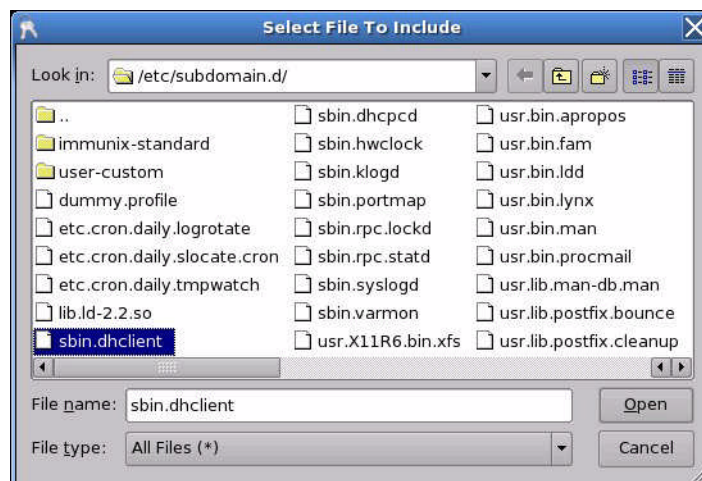 Select File To Include
Look in: /etc/subdomain.d/
.. sbin.dhcpcd usr.bin.apropos
immunix-standard sbin.hwclock usr.bin.fam
user-custom sbin.klogd usr.bin.ldd
dummy.profile sbin.portmap usr.bin.lynx
etc.cron.daily.logrotate sbin.rpc.lockd usr.bin.man
etc.cron.daily.slocate.cron sbin.rpc.statd usr.bin.procmail
etc.cron.daily.tmpwatch sbin.syslogd usr.lib.man-db.man
lib.ld-2.2.so sbin.varmon usr.lib.postfix.bounce
sbin.dhclient usr.X11R6.bin.xfs usr.lib.postfix.cleanup
File name: sbin.dhclient Open
File type: All Files (*) Cancel